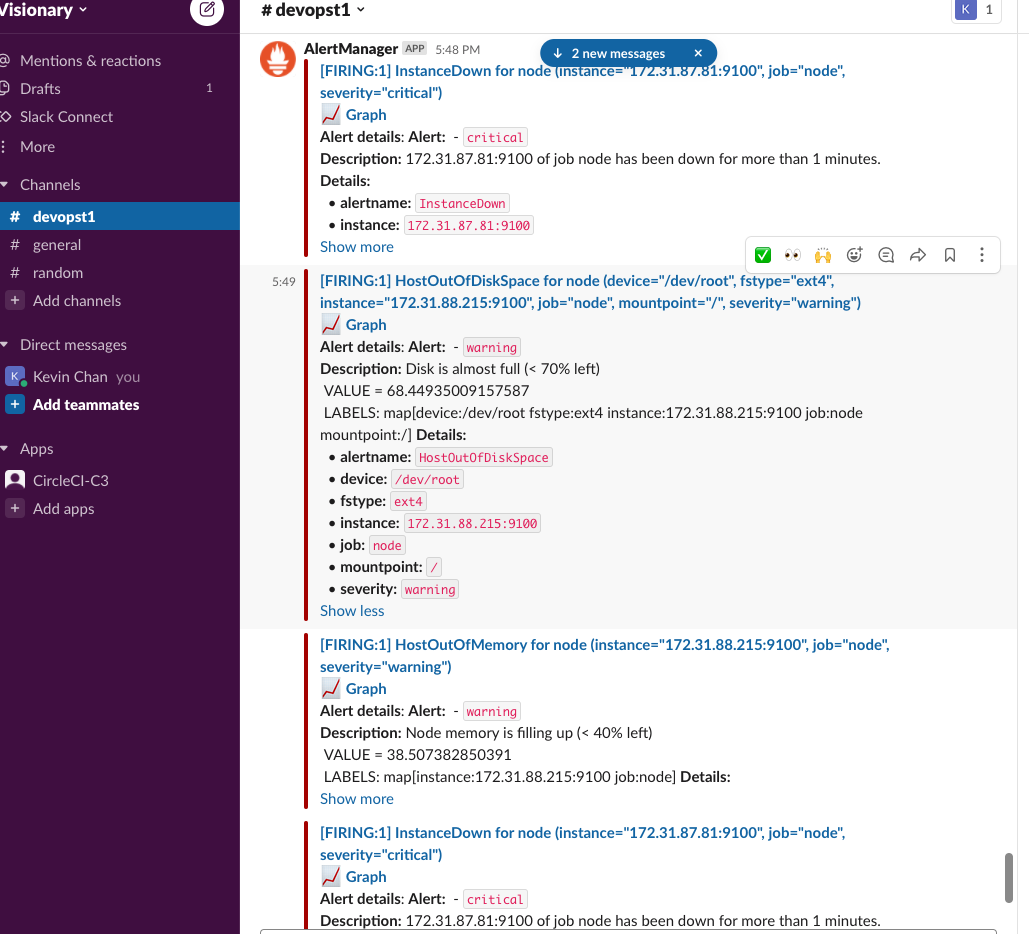 Visionary
# devopst1
K 1
Mentions & reactions
Drafts 1
Slack Connect
More
Channels
# devopst1
# general
# random
+ Add channels
Direct messages
K Kevin Chan you
+ Add teammates
Apps
CircleCI-C3
+ Add apps
AlertManager APP 5:48 PM
↓ 2 new messages ×
[FIRING:1] InstanceDown for node (instance="172.31.87.81:9100", job="node",
severity="critical")
Graph
Alert details: Alert: - critical
Description: 172.31.87.81:9100 of job node has been down for more than 1 minutes.
Details:
• alertname: InstanceDown
• instance: 172.31.87.81:9100
Show more
5:49
[FIRING:1] HostOutOfDiskSpace for node (device="/dev/root", fstype="ext4",
instance="172.31.88.215:9100", job="node", mountpoint="/", severity="warning")
Graph
Alert details: Alert: - warning
Description: Disk is almost full (< 70% left)
VALUE = 68.44935009157587
LABELS: map[device:/dev/root fstype:ext4 instance:172.31.88.215:9100 job:node
mountpoint:/] Details:
• alertname: HostOutOfDiskSpace
• device: /dev/root
• fstype: ext4
• instance: 172.31.88.215:9100
• job: node
• mountpoint: /
• severity: warning
Show less
[FIRING:1] HostOutOfMemory for node (instance="172.31.88.215:9100", job="node",
severity="warning")
Graph
Alert details: Alert: - warning
Description: Node memory is filling up (< 40% left)
VALUE = 38.507382850391
LABELS: map[instance:172.31.88.215:9100 job:node] Details:
Show more
[FIRING:1] InstanceDown for node (instance="172.31.87.81:9100", job="node",
severity="critical")
Graph
Alert details: Alert: - critical
Description: 172.31.87.81:9100 of job node has been down for more than 1 minutes.